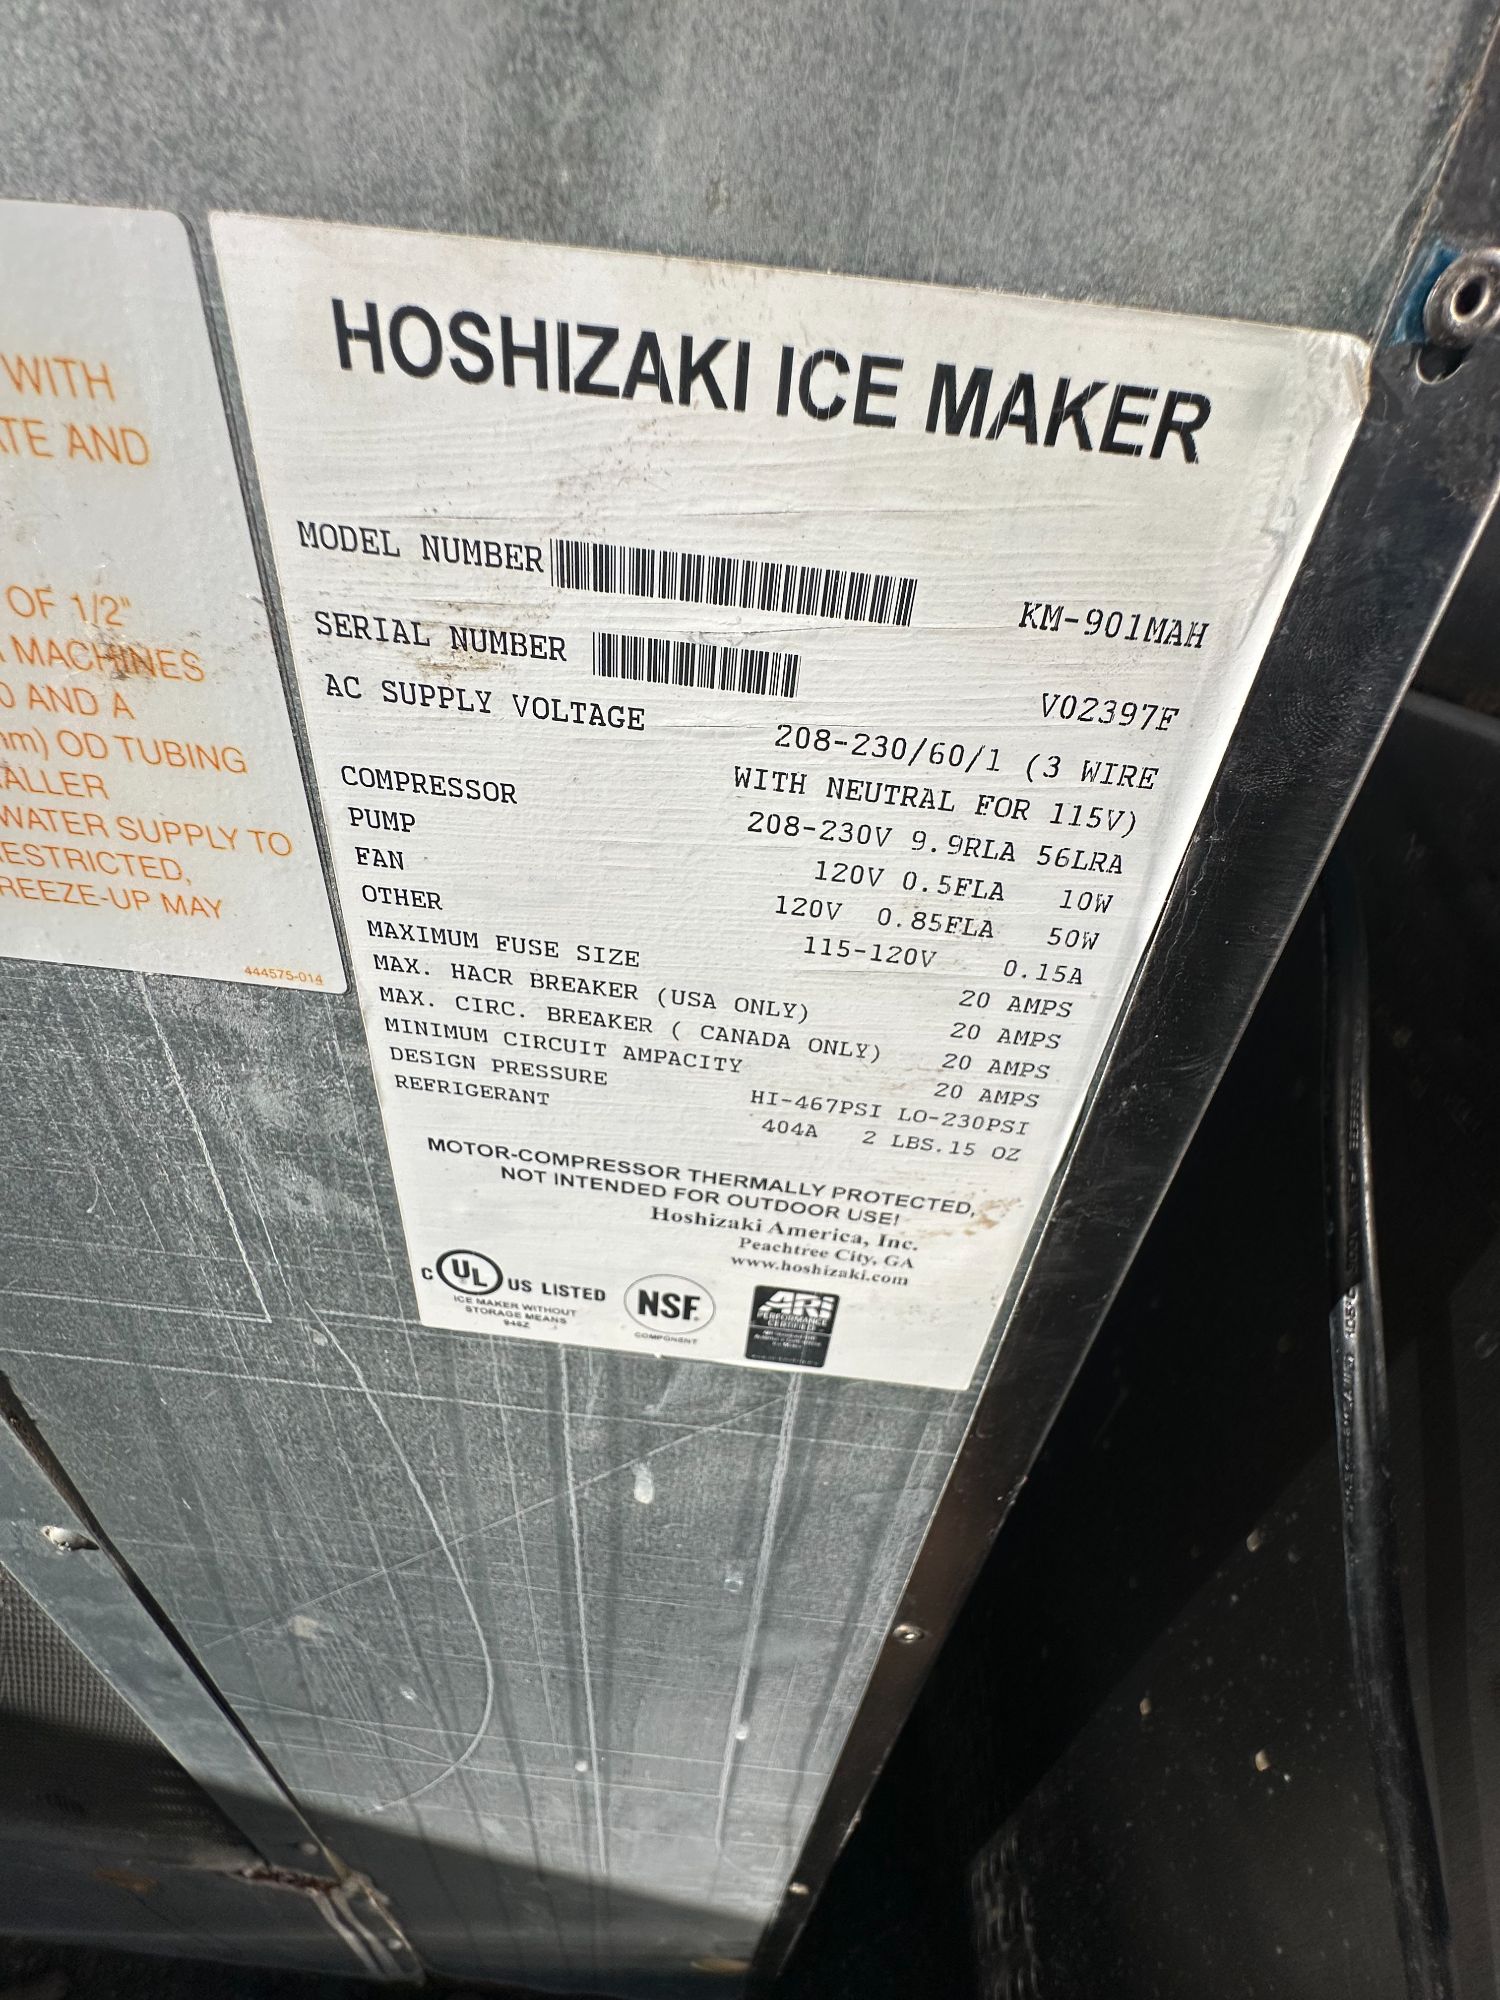 WITH
TE AND
OF 1/2"
MACHINES
0 AND A
mm) OD TUBING
ALLER
WATER SUPPLY TO
ESTRICTED,
REEZE-UP MAY
444575-014
HOSHIZAKI ICE MAKER
MODEL NUMBER KM-901MAH
SERIAL NUMBER V02397E
AC SUPPLY VOLTAGE 208-230/60/1 (3 WIRE
WITH NEUTRAL FOR 115V)
COMPRESSOR 208-230V 9.9RLA 56LRA
PUMP 120V 0.5FLA 10W
FAN 120V 0.85FLA 50W
OTHER 115-120V 0.15A
MAXIMUM FUSE SIZE 20 AMPS
MAX. HACR BREAKER (USA ONLY) 20 AMPS
MAX. CIRC. BREAKER ( CANADA ONLY) 20 AMPS
MINIMUM CIRCUIT AMPACITY 20 AMPS
DESIGN PRESSURE HI-467PSI LO-230PSI
REFRIGERANT 404A 2 LBS.15 OZ
MOTOR-COMPRESSOR THERMALLY PROTECTED,
NOT INTENDED FOR OUTDOOR USE!
Hoshizaki America, Inc.
Peachtree City, GA
www.hoshizaki.com
C UL US LISTED
ICE MAKER WITHOUT
STORAGE MEANS
946Z
NSF.
COMPONENT
ARI
PERFORMANCE
CERTIFIED